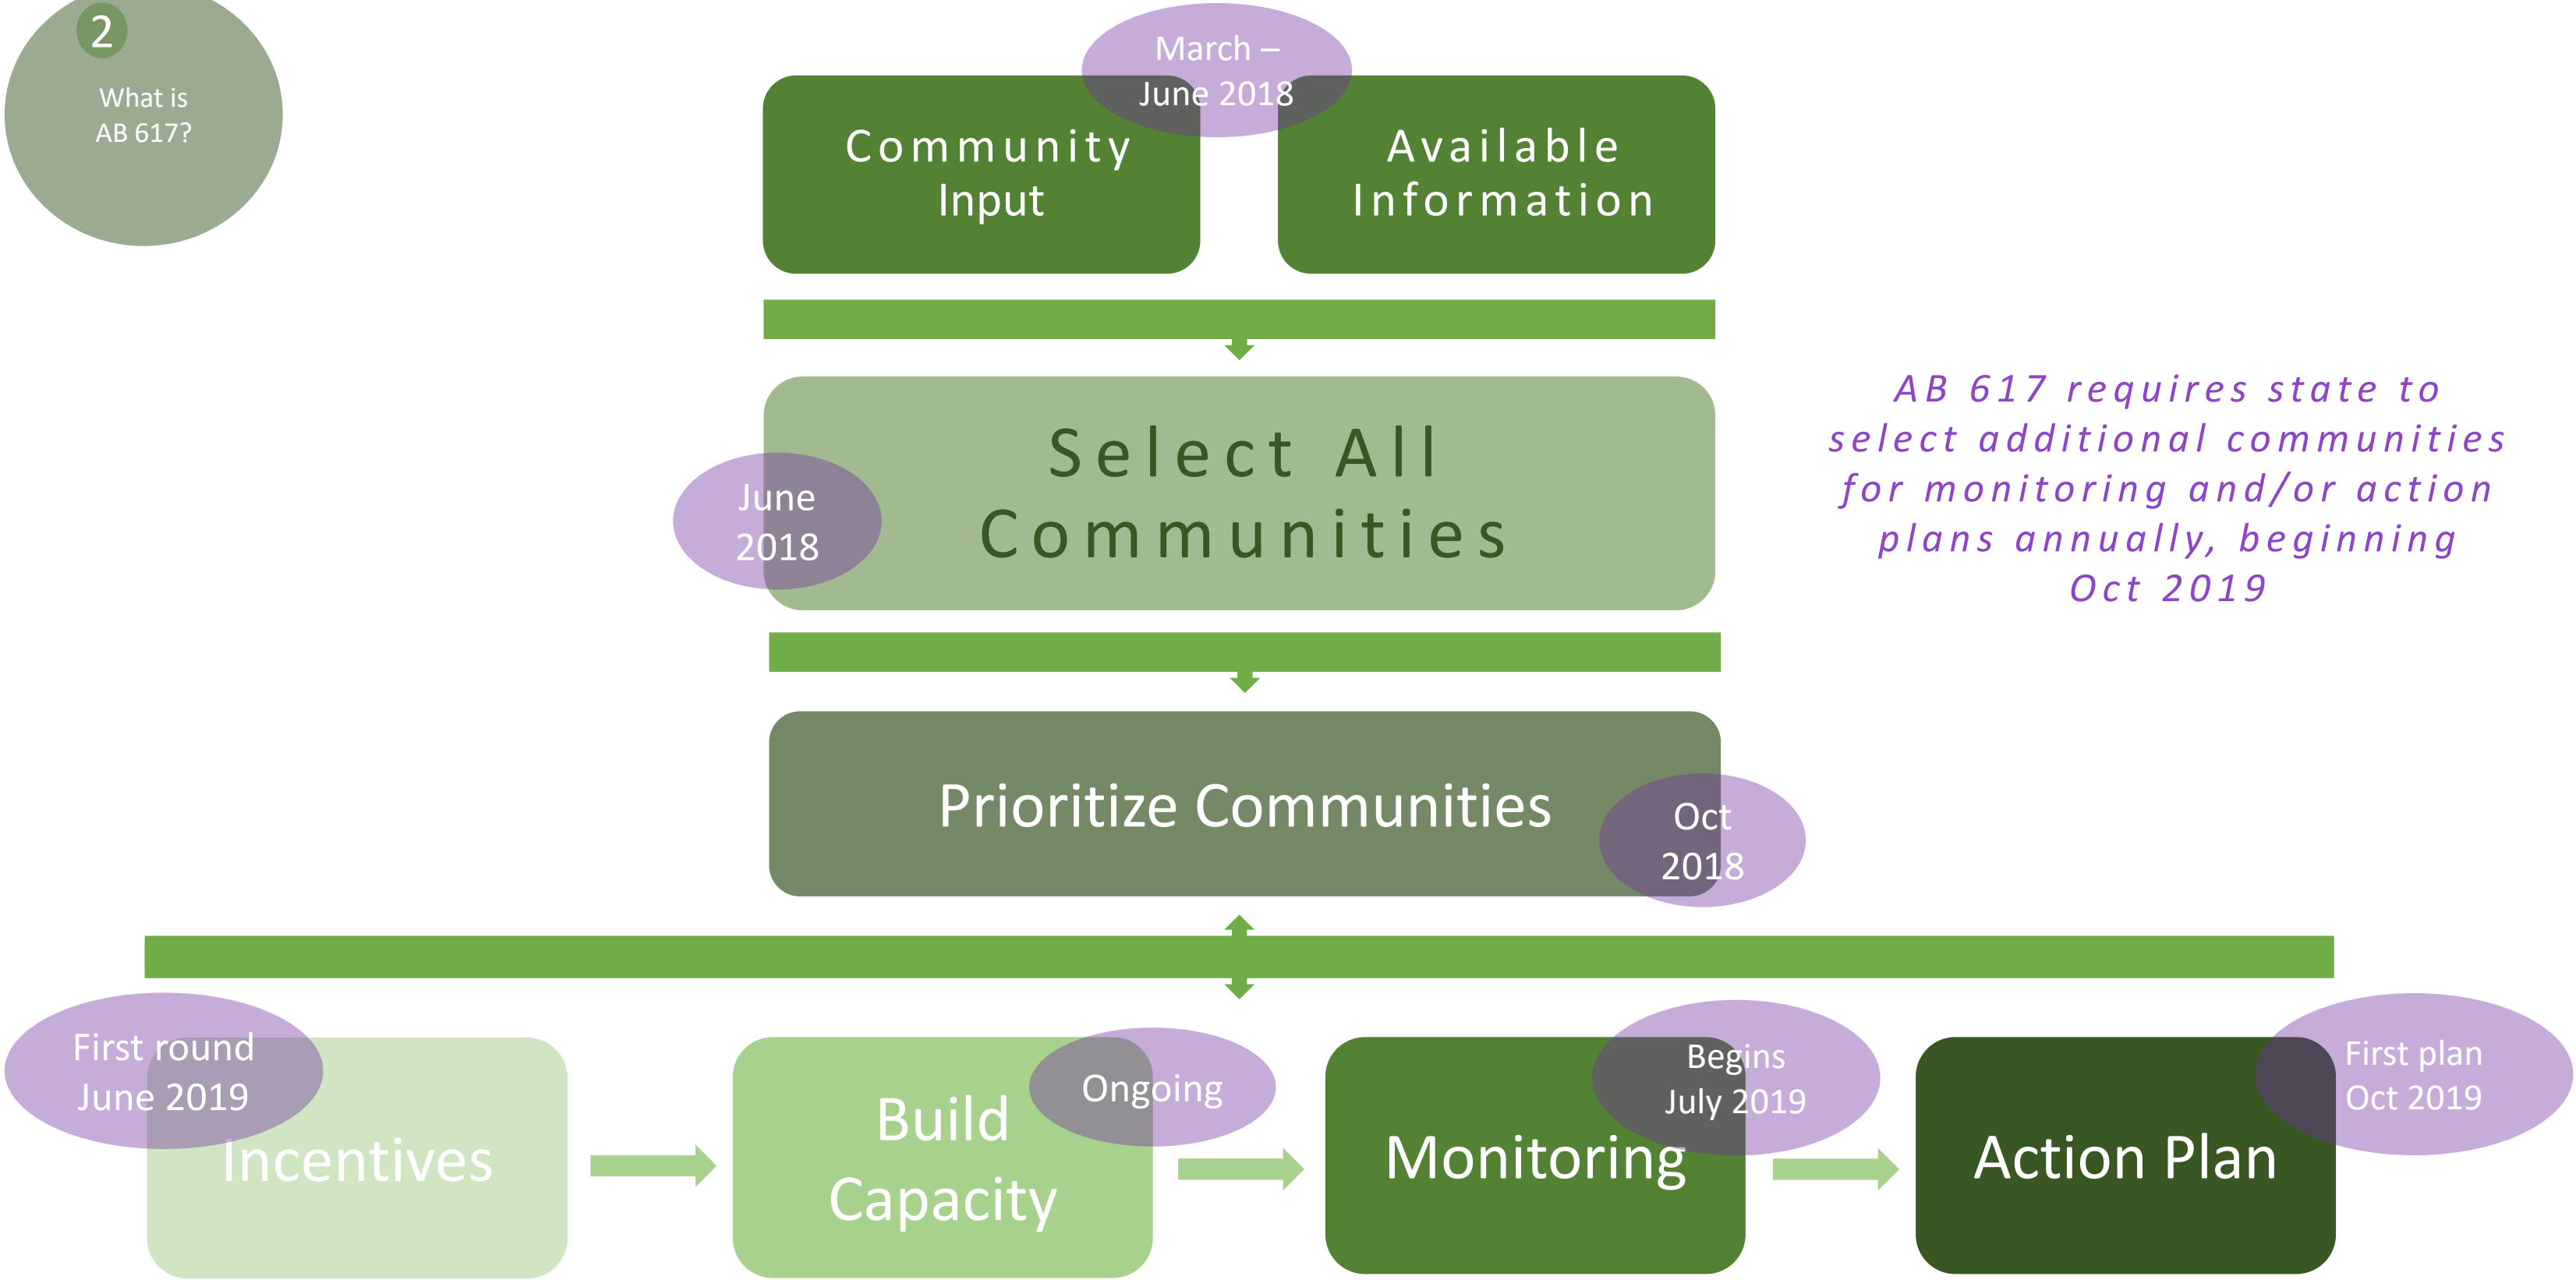 2
What is
AB 617?
March –
June 2018
Community
Input
Available
Information
Select All
Communities
June
2018
AB 617 requires state to
select additional communities
for monitoring and/or action
plans annually, beginning
Oct 2019
Prioritize Communities
Oct
2018
First round
June 2019
Incentives
Build
Capacity
Ongoing
Monitoring
Begins
July 2019
Action Plan
First plan
Oct 2019